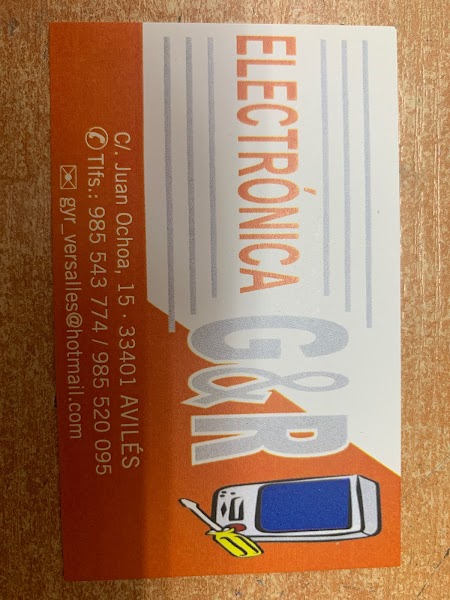 ELECTRÓNICA
G&R
C/. Juan Ochoa, 15 · 33401 AVILÉS
Tlfs.: 985 543 774 / 985 520 095
gyr_versalles@hotmail.com